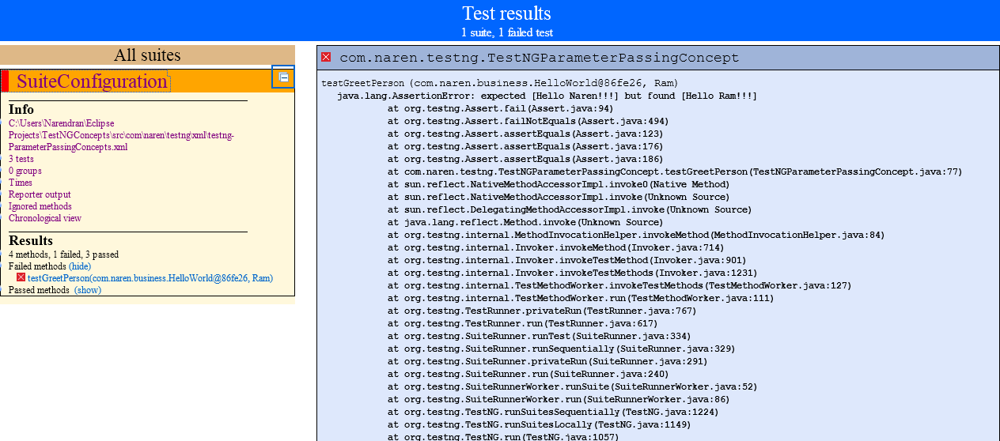 Test results
1 suite, 1 failed test
All suites
SuiteConfiguration
Info
C:\Users\Narendran\Eclipse
Projects\TestNGConcepts\src\com\naren\testng\xml\testng-
ParameterPassingConcepts.xml
3 tests
0 groups
Times
Reporter output
Ignored methods
Chronological view
Results
4 methods, 1 failed, 3 passed
Failed methods (hide)
testGreetPerson(com.naren.business.HelloWorld@86fe26, Ram)
Passed methods (show)
com.naren.testng.TestNGParameterPassingConcept
testGreetPerson (com.naren.business.HelloWorld@86fe26, Ram)
java.lang.AssertionError: expected [Hello Naren!!!] but found [Hello Ram!!!]
at org.testng.Assert.fail(Assert.java:94)
at org.testng.Assert.failNotEquals(Assert.java:494)
at org.testng.Assert.assertEquals(Assert.java:123)
at org.testng.Assert.assertEquals(Assert.java:176)
at org.testng.Assert.assertEquals(Assert.java:186)
at com.naren.testng.TestNGParameterPassingConcept.testGreetPerson(TestNGParameterPassingConcept.java:77)
at sun.reflect.NativeMethodAccessorImpl.invoke0(Native Method)
at sun.reflect.NativeMethodAccessorImpl.invoke(Unknown Source)
at sun.reflect.DelegatingMethodAccessorImpl.invoke(Unknown Source)
at java.lang.reflect.Method.invoke(Unknown Source)
at org.testng.internal.MethodInvocationHelper.invokeMethod(MethodInvocationHelper.java:84)
at org.testng.internal.Invoker.invokeMethod(Invoker.java:714)
at org.testng.internal.Invoker.invokeTestMethod(Invoker.java:901)
at org.testng.internal.Invoker.invokeTestMethods(Invoker.java:1231)
at org.testng.internal.TestMethodWorker.invokeTestMethods(TestMethodWorker.java:127)
at org.testng.internal.TestMethodWorker.run(TestMethodWorker.java:111)
at org.testng.TestRunner.privateRun(TestRunner.java:767)
at org.testng.TestRunner.run(TestRunner.java:617)
at org.testng.SuiteRunner.runTest(SuiteRunner.java:334)
at org.testng.SuiteRunner.runSequentially(SuiteRunner.java:329)
at org.testng.SuiteRunner.privateRun(SuiteRunner.java:291)
at org.testng.SuiteRunner.run(SuiteRunner.java:240)
at org.testng.SuiteRunnerWorker.runSuite(SuiteRunnerWorker.java:52)
at org.testng.SuiteRunnerWorker.run(SuiteRunnerWorker.java:86)
at org.testng.TestNG.runSuitesSequentially(TestNG.java:1224)
at org.testng.TestNG.runSuitesLocally(TestNG.java:1149)
at org.testng.TestNG.run(TestNG.java:1057)